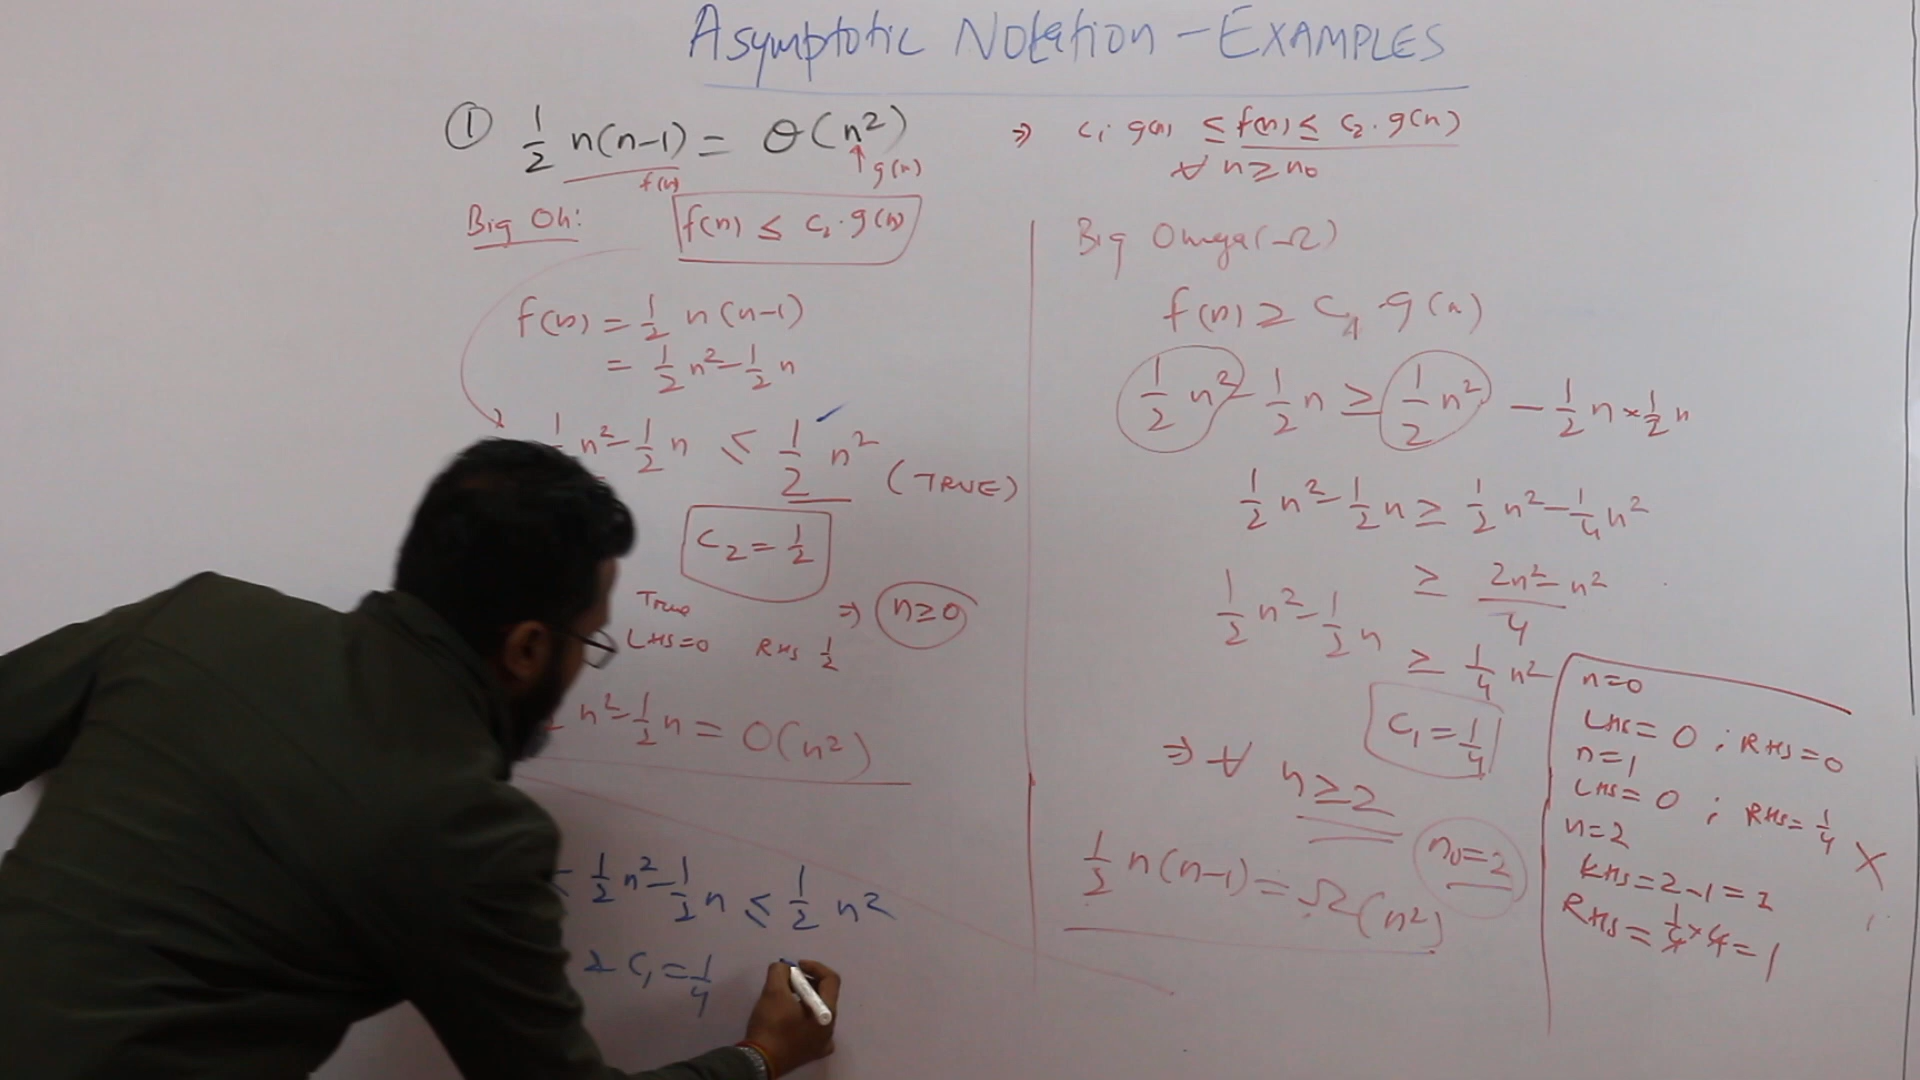 Asymptotic Notation - EXAMPLES
① 1/2 n(n-1) = Θ(n²) ⇒ c₁ g(n) ≤ f(n) ≤ c₂ . g(n)
f(n) ↑ g(n) ∀ n ≥ n₀
Big Oh: f(n) ≤ c₂ . g(n)
f(n) = 1/2 n(n-1)
= 1/2 n² - 1/2 n
n² - 1/2 n ≤ 1/2 n² (TRUE)
c₂ = 1/2
True ⇒ n≥0
LHS=0 RHS 1/2
n² - 1/2 n = O(n²)
≤ 1/2 n² - 1/2 n ≤ 1/2 n²
2 C₁ = 1/4
Big Omega (Ω)
f(n) ≥ C₁ . g(n)
1/2 n² - 1/2 n ≥ 1/2 n² - 1/2 n × 1/2 n
1/2 n² - 1/2 n ≥ 1/2 n² - 1/4 n²
≥ 2n² - n² / 4
1/2 n² - 1/2 n ≥ 1/4 n²
C₁ = 1/4
⇒ ∀ n ≥ 2
n₀=2
1/2 n(n-1) = Ω(n²)
n=0
LHS = 0 ; RHS = 0
n=1
LHS = 0 ; RHS = 1/4 X
n=2
LHS = 2-1 = 1
RHS = 1/4 × 4 = 1